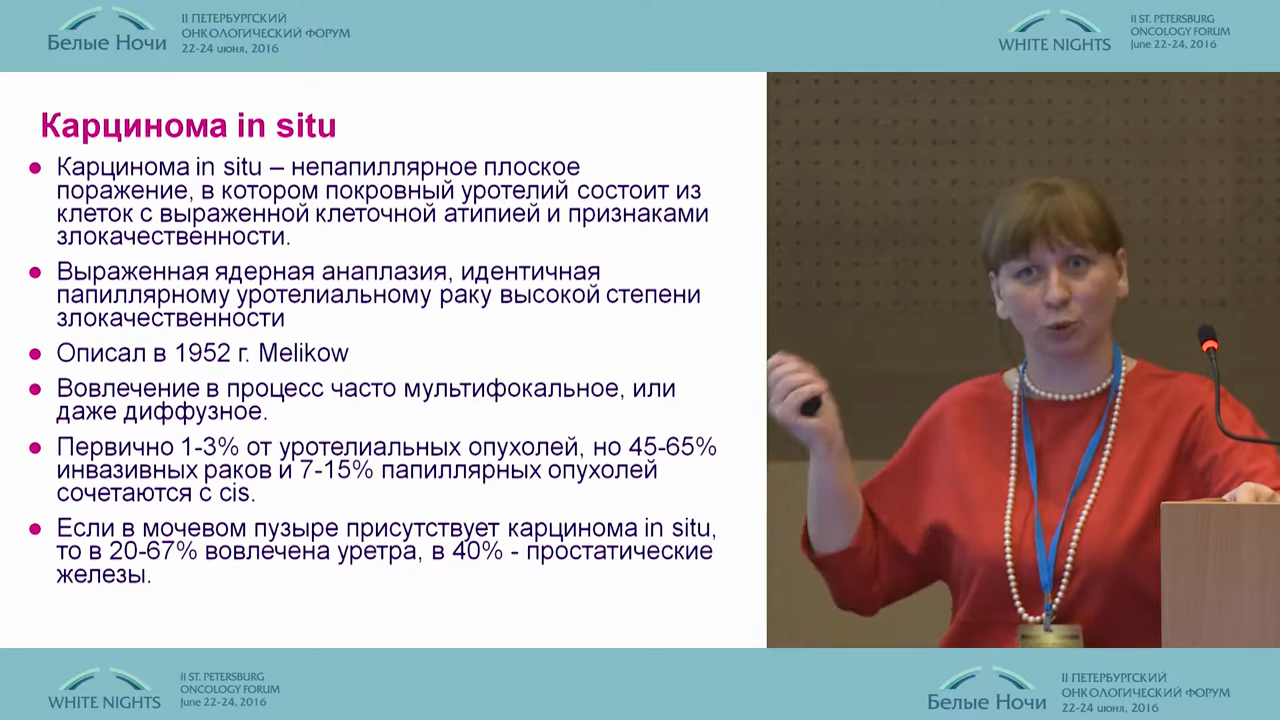 Белые Ночи
II ПЕТЕРБУРГСКИЙ
ОНКОЛОГИЧЕСКИЙ ФОРУМ
22-24 июня, 2016
WHITE NIGHTS
II ST. PETERSBURG
ONCOLOGY FORUM
June 22-24, 2016
Карцинома in situ
Карцинома in situ – непапиллярное плоское
поражение, в котором покровный уротелий состоит из
клеток с выраженной клеточной атипией и признаками
злокачественности.
Выраженная ядерная анаплазия, идентичная
папиллярному уротелиальному раку высокой степени
злокачественности
Описал в 1952 г. Melikow
Вовлечение в процесс часто мультифокальное, или
даже диффузное.
Первично 1-3% от уротелиальных опухолей, но 45-65%
инвазивных раков и 7-15% папиллярных опухолей
сочетаются с cis.
Если в мочевом пузыре присутствует карцинома in situ,
то в 20-67% вовлечена уретра, в 40% - простатические
железы.
WHITE NIGHTS
II ST. PETERSBURG
ONCOLOGY FORUM
June 22-24, 2016
Белые Ночи
II ПЕТЕРБУРГСКИЙ
ОНКОЛОГИЧЕСКИЙ ФОРУМ
22-24 июня, 2016